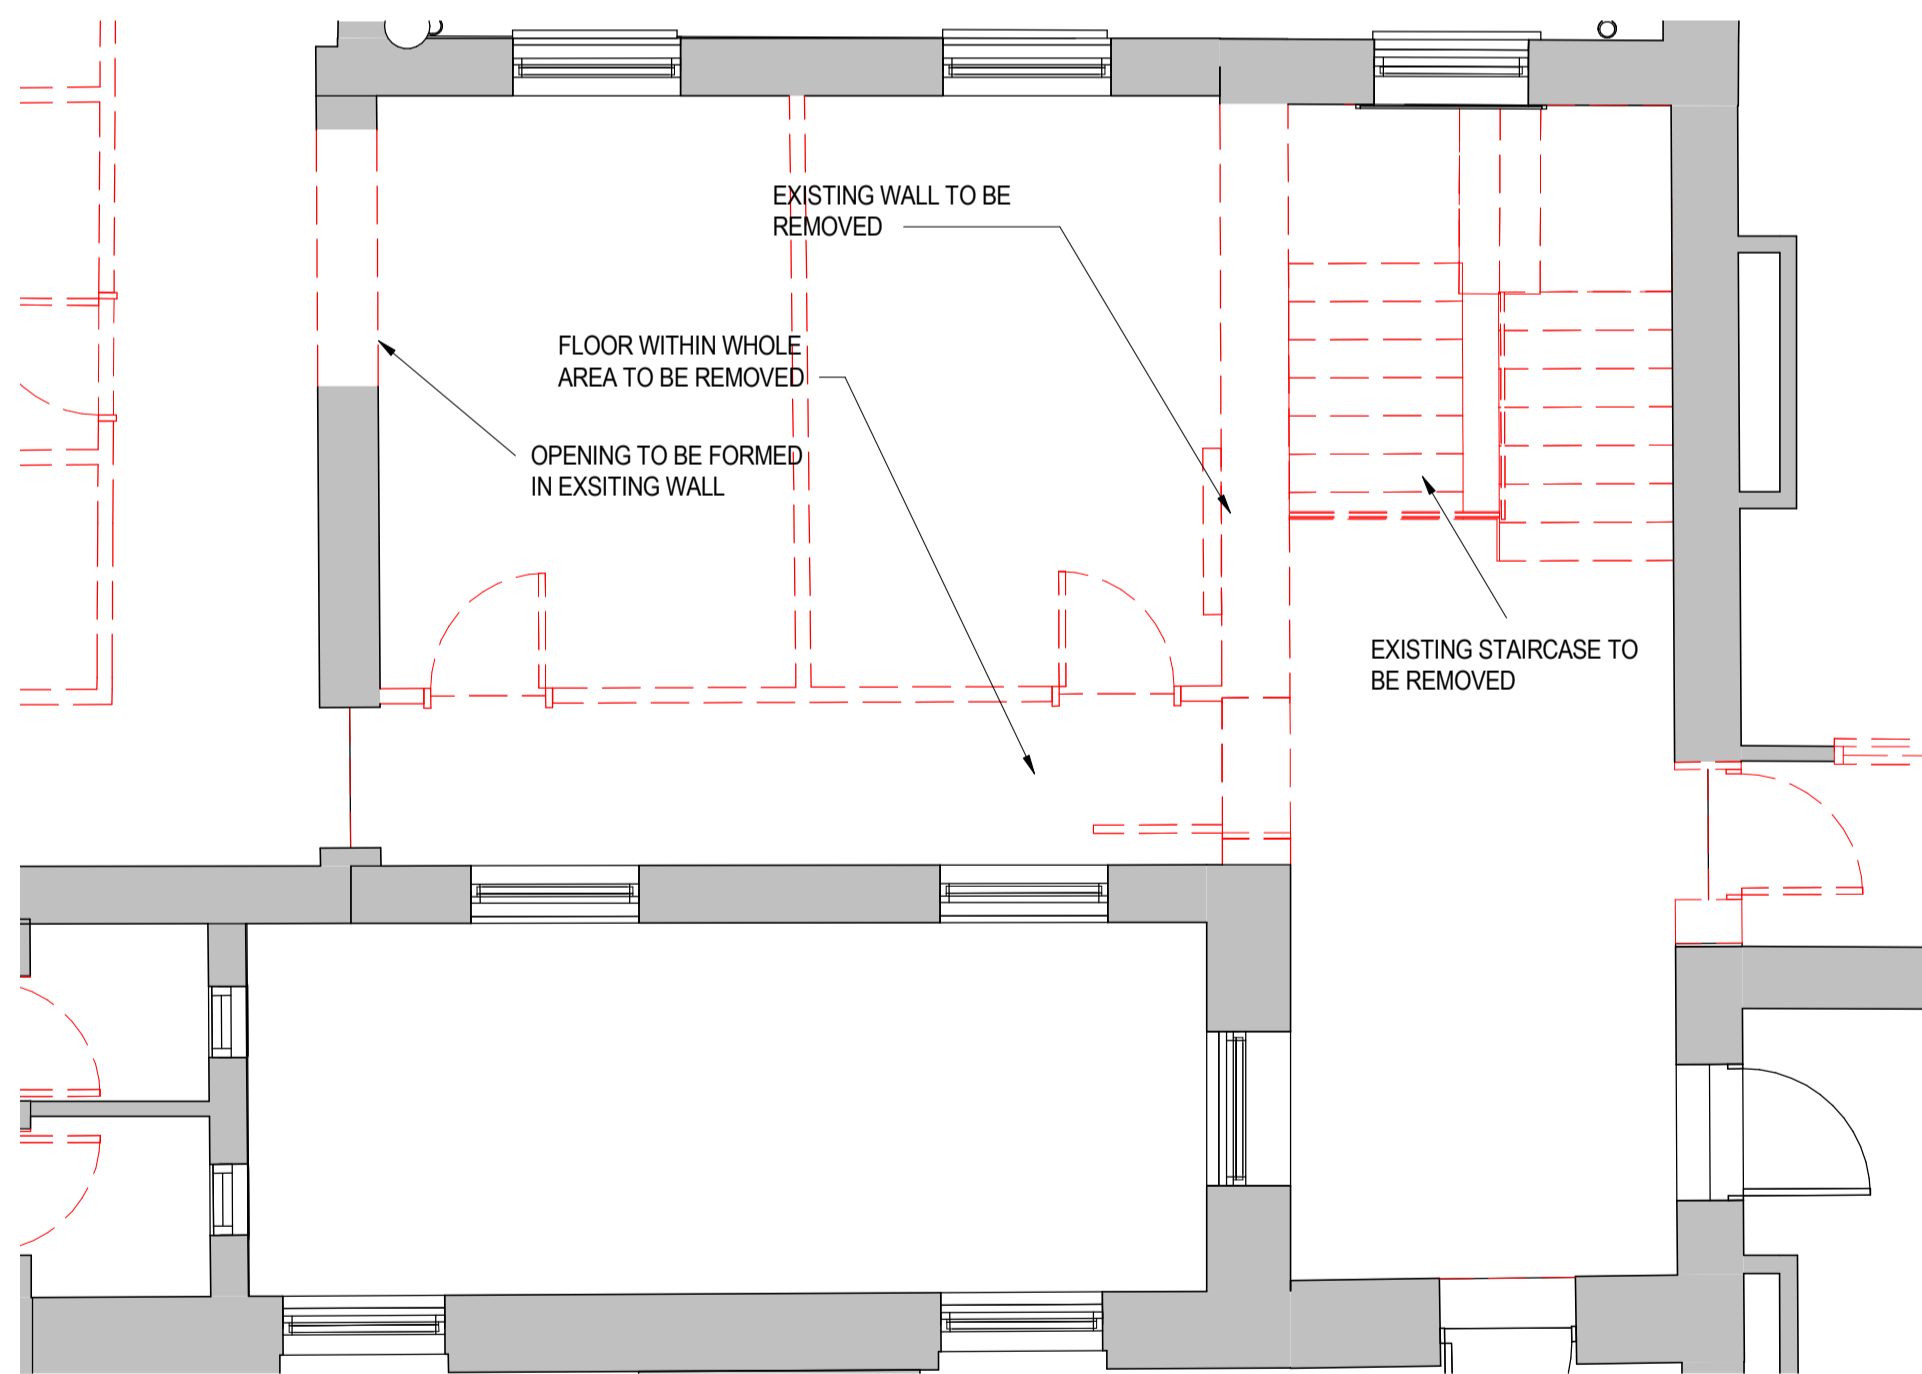 EXISTING WALL TO BE
REMOVED
FLOOR WITHIN WHOLE
AREA TO BE REMOVED
OPENING TO BE FORMED
IN EXSITING WALL
EXISTING STAIRCASE TO
BE REMOVED